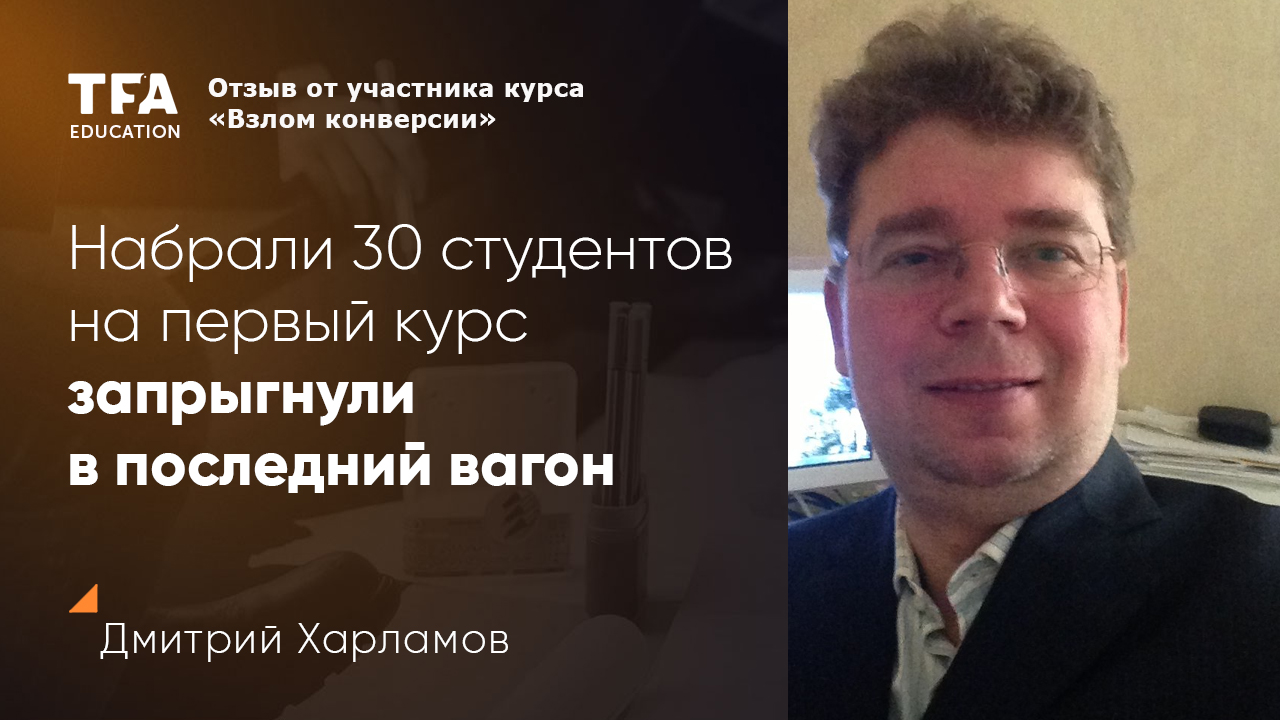 TFA
EDUCATION
Отзыв от участника курса
«Взлом конверсии»
Набрали 30 студентов
на первый курс
запрыгнули
в последний вагон
Дмитрий Харламов